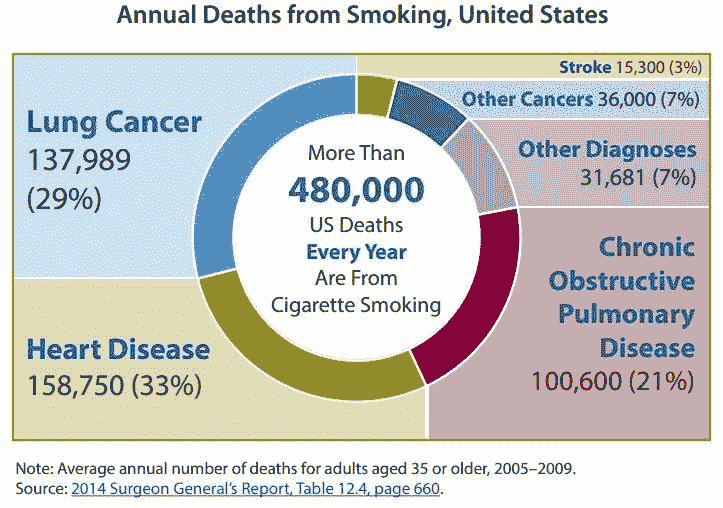 Annual Deaths from Smoking, United States
Stroke 15,300 (3%)
Other Cancers 36,000 (7%)
Other Diagnoses
31,681 (7%)
Lung Cancer
137,989
(29%)
More Than
480,000
US Deaths
Every Year
Are From
Cigarette Smoking
Chronic
Obstructive
Pulmonary
Disease
100,600 (21%)
Heart Disease
158,750 (33%)
Note: Average annual number of deaths for adults aged 35 or older, 2005–2009.
Source: 2014 Surgeon General's Report, Table 12.4, page 660.